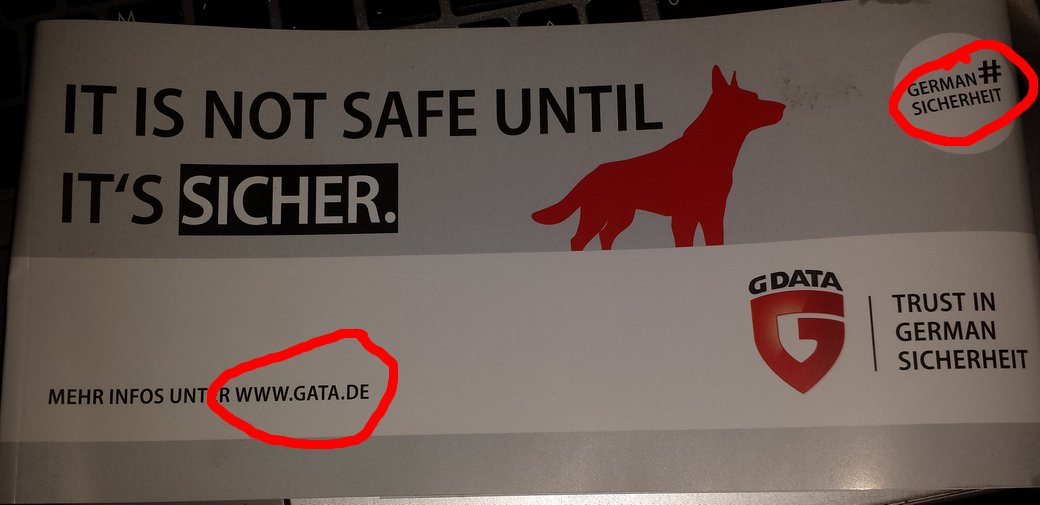 IT IS NOT SAFE UNTIL
IT'S SICHER.
GERMAN#
SICHERHEIT
G DATA
TRUST IN
GERMAN
SICHERHEIT
MEHR INFOS UNTER WWW.GATA.DE